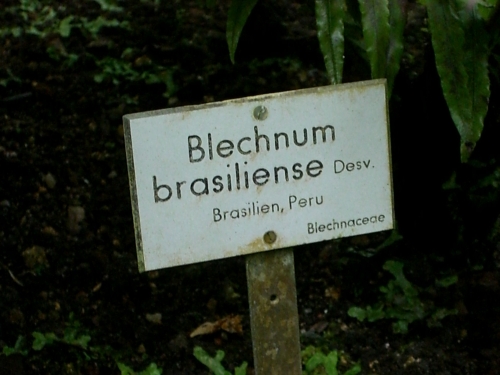 Blechnum
brasiliense Desv.
Brasilien, Peru
Blechnaceae